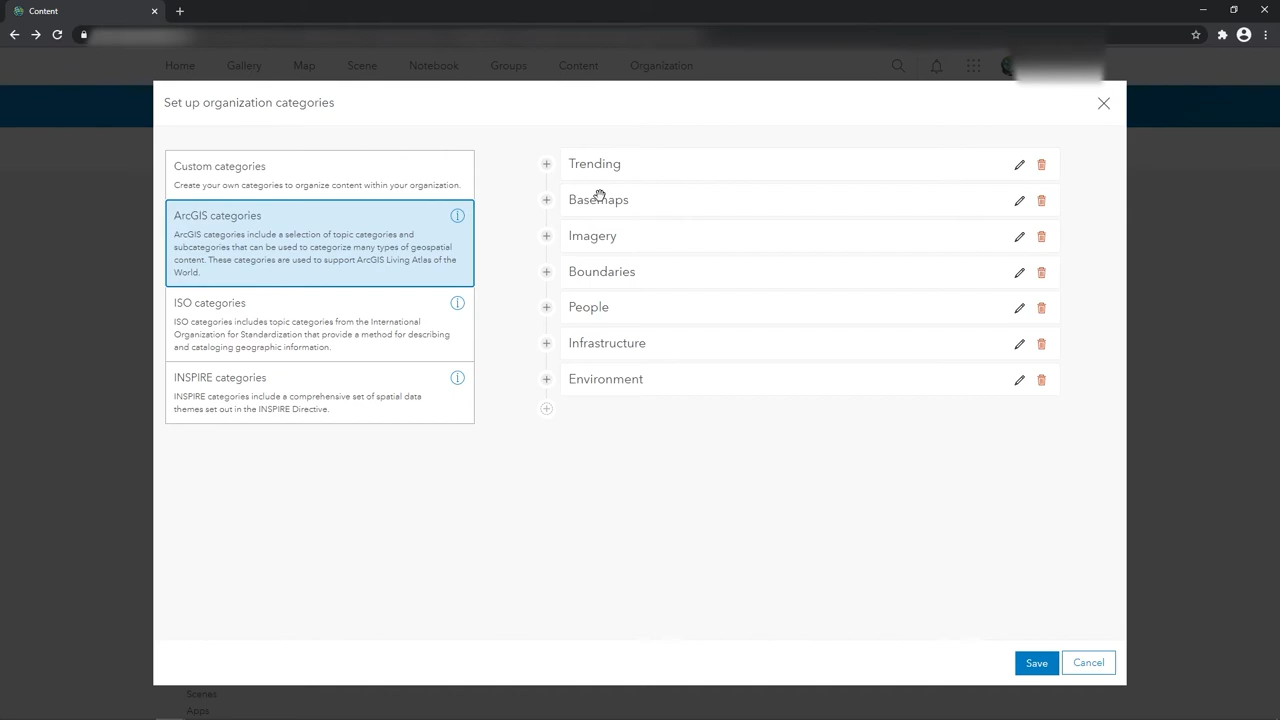 Content
Home Gallery Map Scene Notebook Groups Content Organization
Set up organization categories
Custom categories
Create your own categories to organize content within your organization.
ArcGIS categories
ArcGIS categories include a selection of topic categories and
subcategories that can be used to categorize many types of geospatial
content. These categories are used to support ArcGIS Living Atlas of the
World.
ISO categories
ISO categories includes topic categories from the International
Organization for Standardization that provide a method for describing
and cataloging geographic information.
INSPIRE categories
INSPIRE categories include a comprehensive set of spatial data
themes set out in the INSPIRE Directive.
Trending
Basemaps
Imagery
Boundaries
People
Infrastructure
Environment
Save Cancel
Scenes
Apps